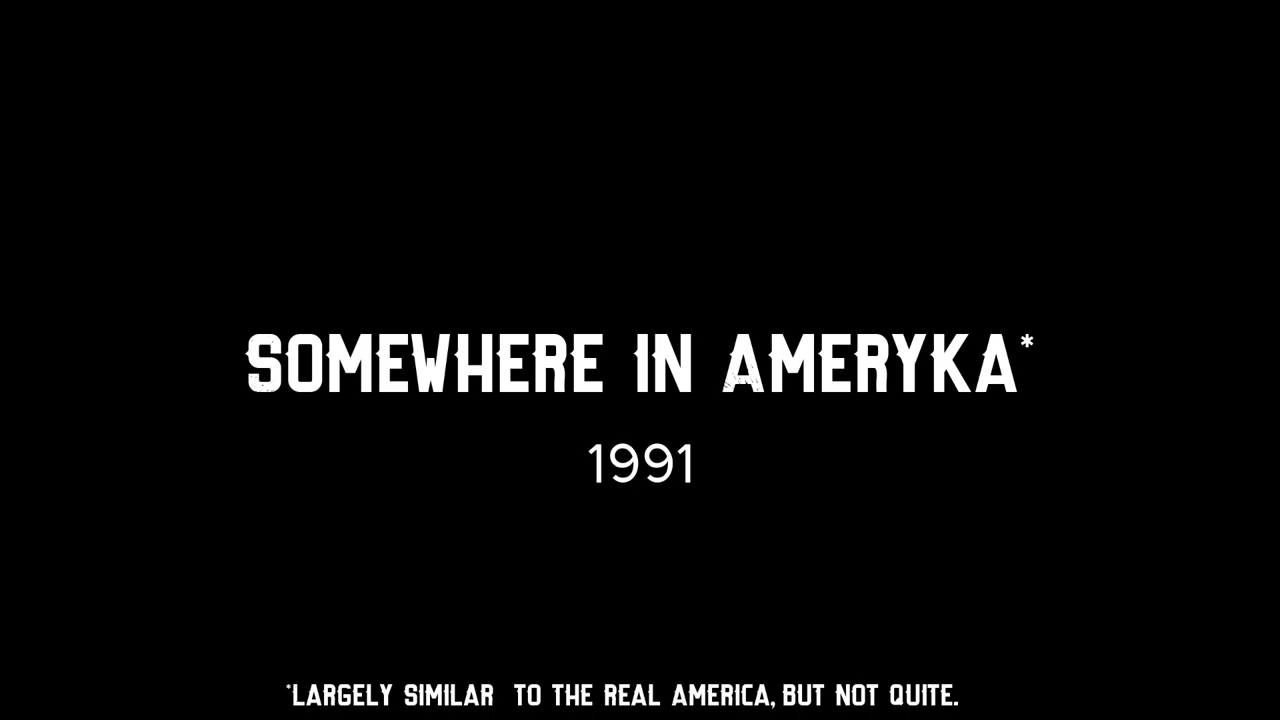 SOMEWHERE IN AMERYKA*
1991
*LARGELY SIMILAR TO THE REAL AMERICA, BUT NOT QUITE.